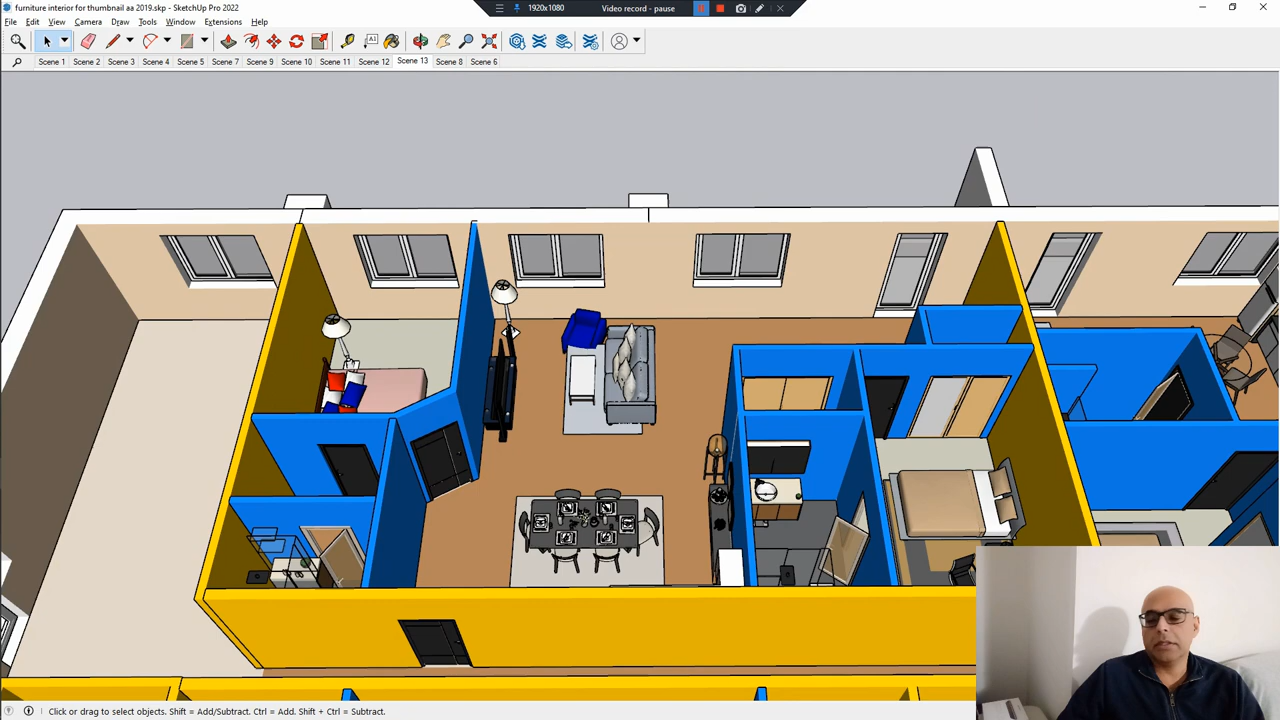 furniture interior for thumbnail aa 2019.skp - SketchUp Pro 2022
1920x1080
Video record - pause
File Edit View Camera Draw Tools Window Extensions Help
A1
Scene 1 Scene 2 Scene 3 Scene 4 Scene 5 Scene 7 Scene 9 Scene 10 Scene 11 Scene 12 Scene 13 Scene 8 Scene 6
Click or drag to select objects. Shift = Add/Subtract. Ctrl = Add. Shift + Ctrl = Subtract.